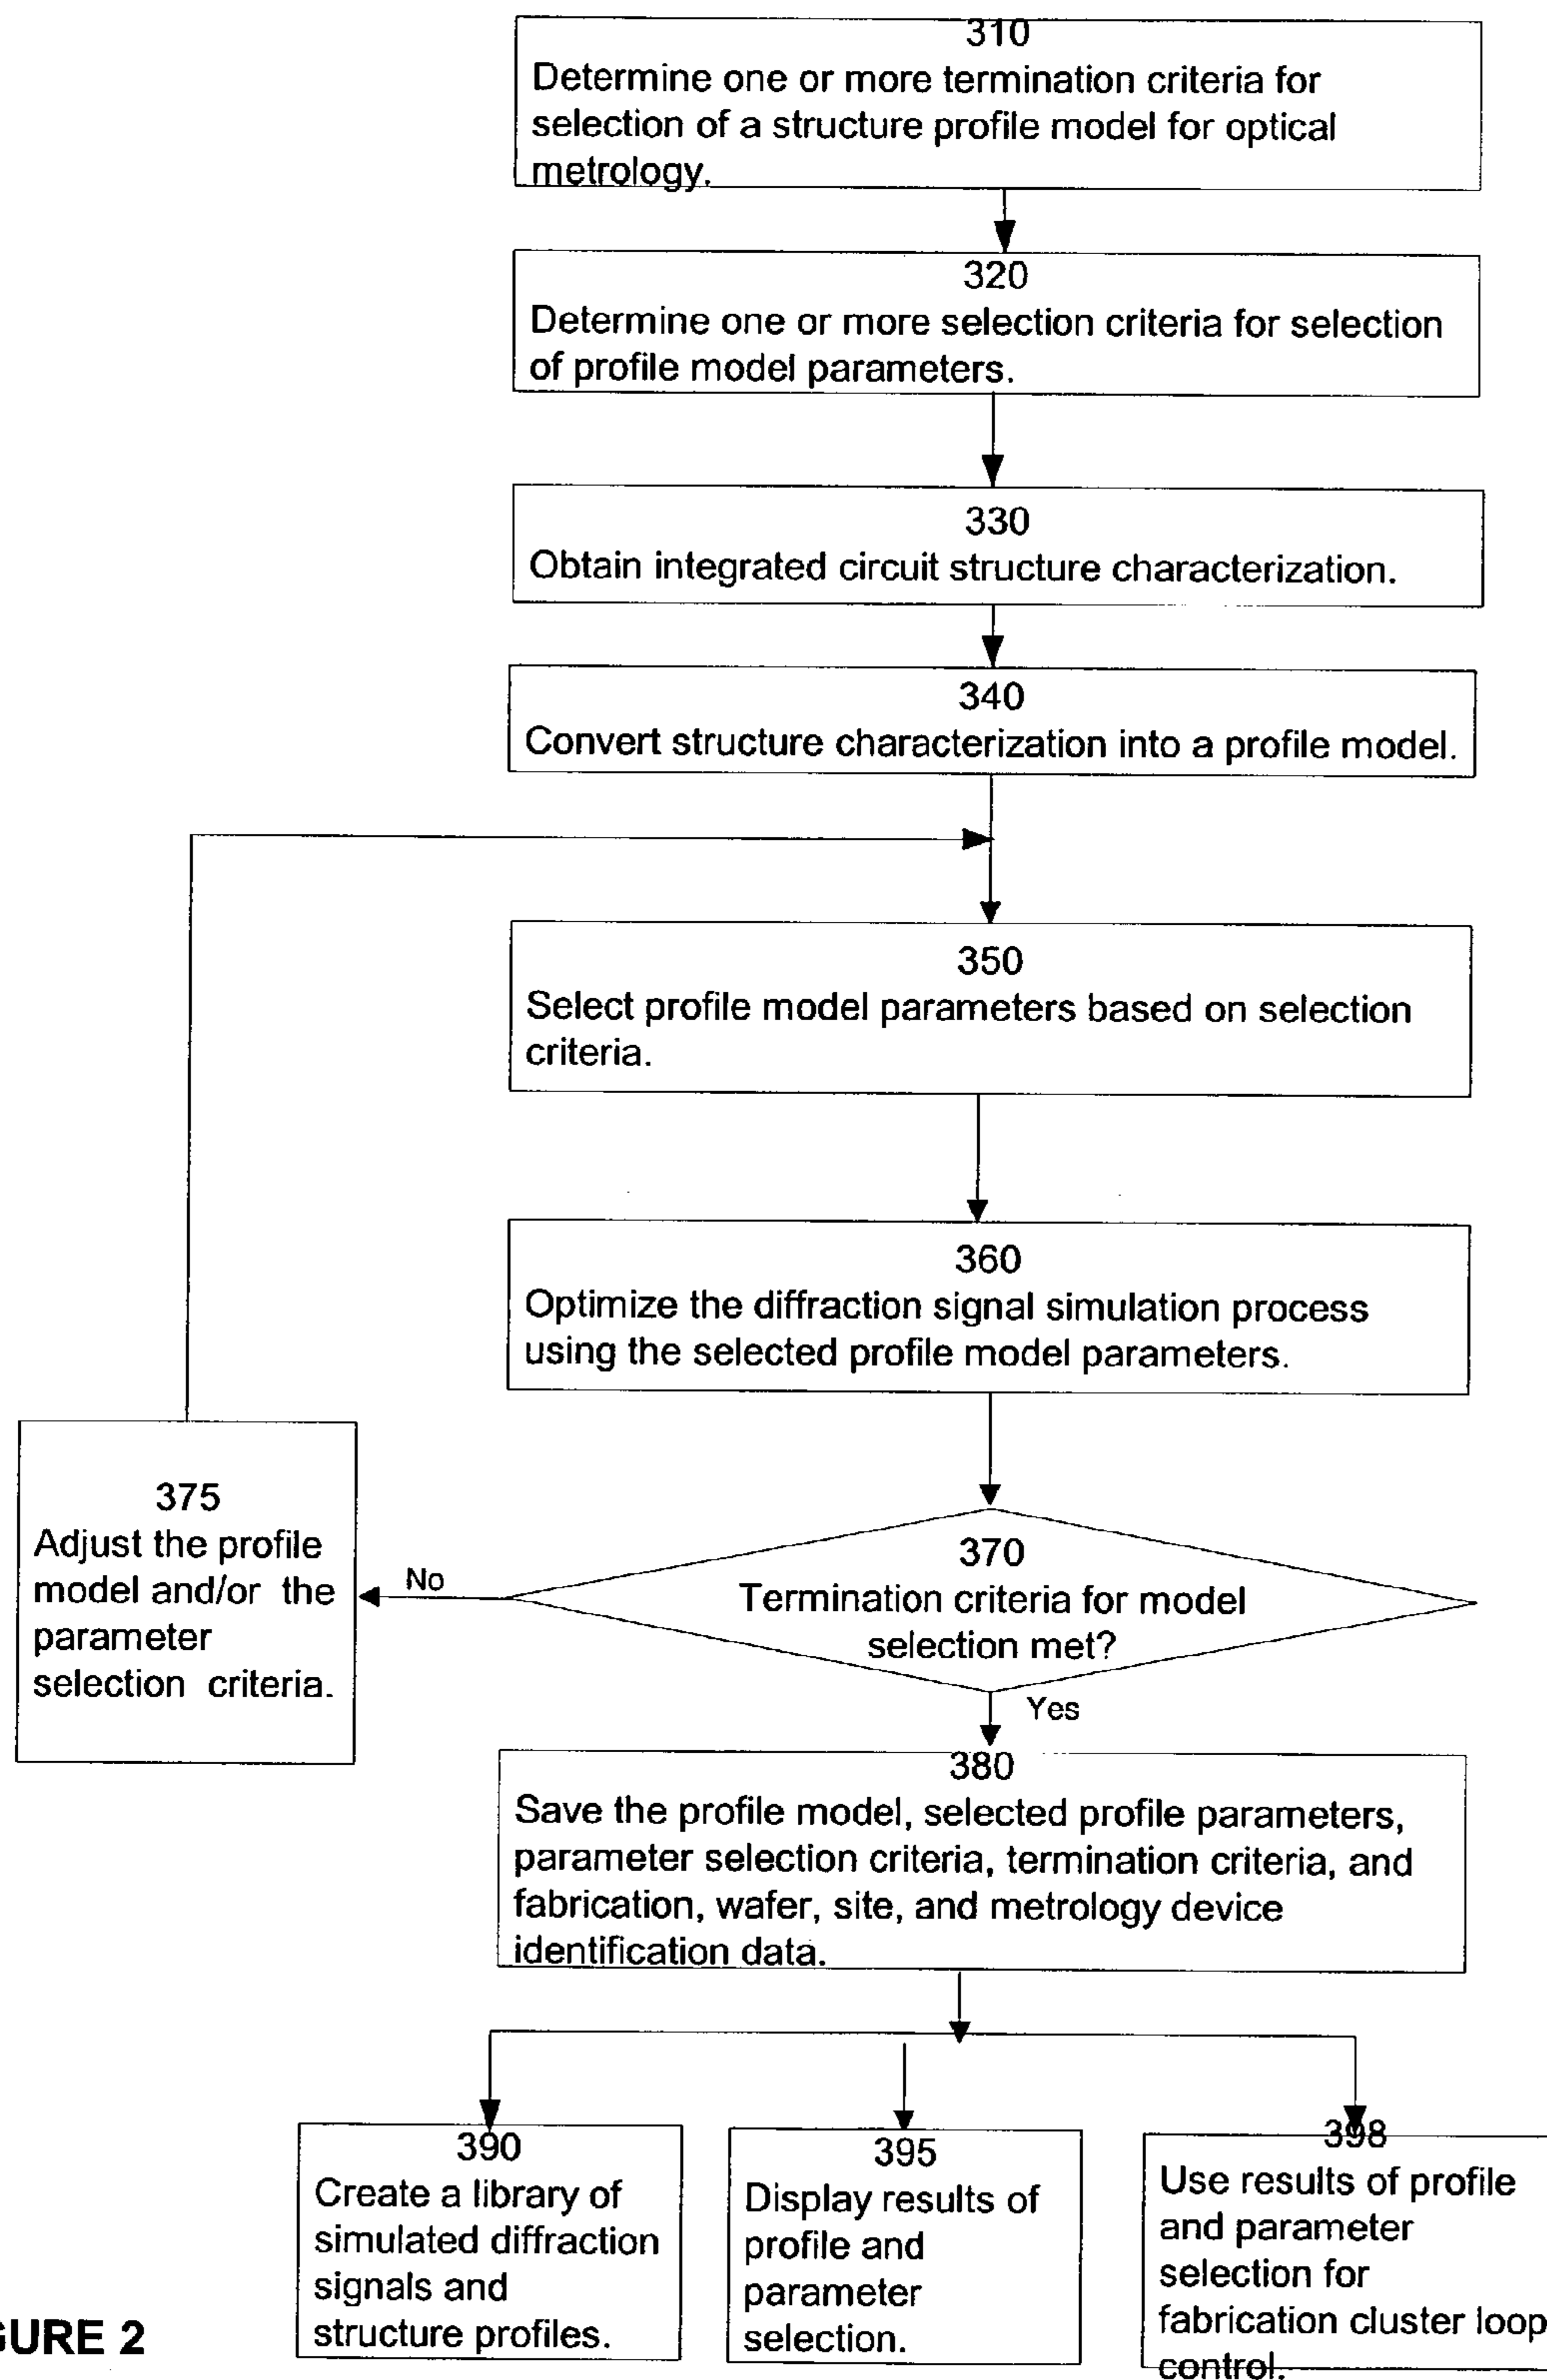 310
Determine one or more termination criteria for
selection of a structure profile model for optical
metrology.
320
Determine one or more selection criteria for selection
of profile model parameters.
330
Obtain integrated circuit structure characterization.
340
Convert structure characterization into a profile model.
350
Select profile model parameters based on selection
criteria.
360
Optimize the diffraction signal simulation process
using the selected profile model parameters.
370
Termination criteria for model
selection met?
No
375
Adjust the profile
model and/or the
parameter
selection criteria.
Yes
380
Save the profile model, selected profile parameters,
parameter selection criteria, termination criteria, and
fabrication, wafer, site, and metrology device
identification data.
390
Create a library of
simulated diffraction
signals and
structure profiles.
395
Display results of
profile and
parameter
selection.
398
Use results of profile
and parameter
selection for
fabrication cluster loop
control.
GURE 2